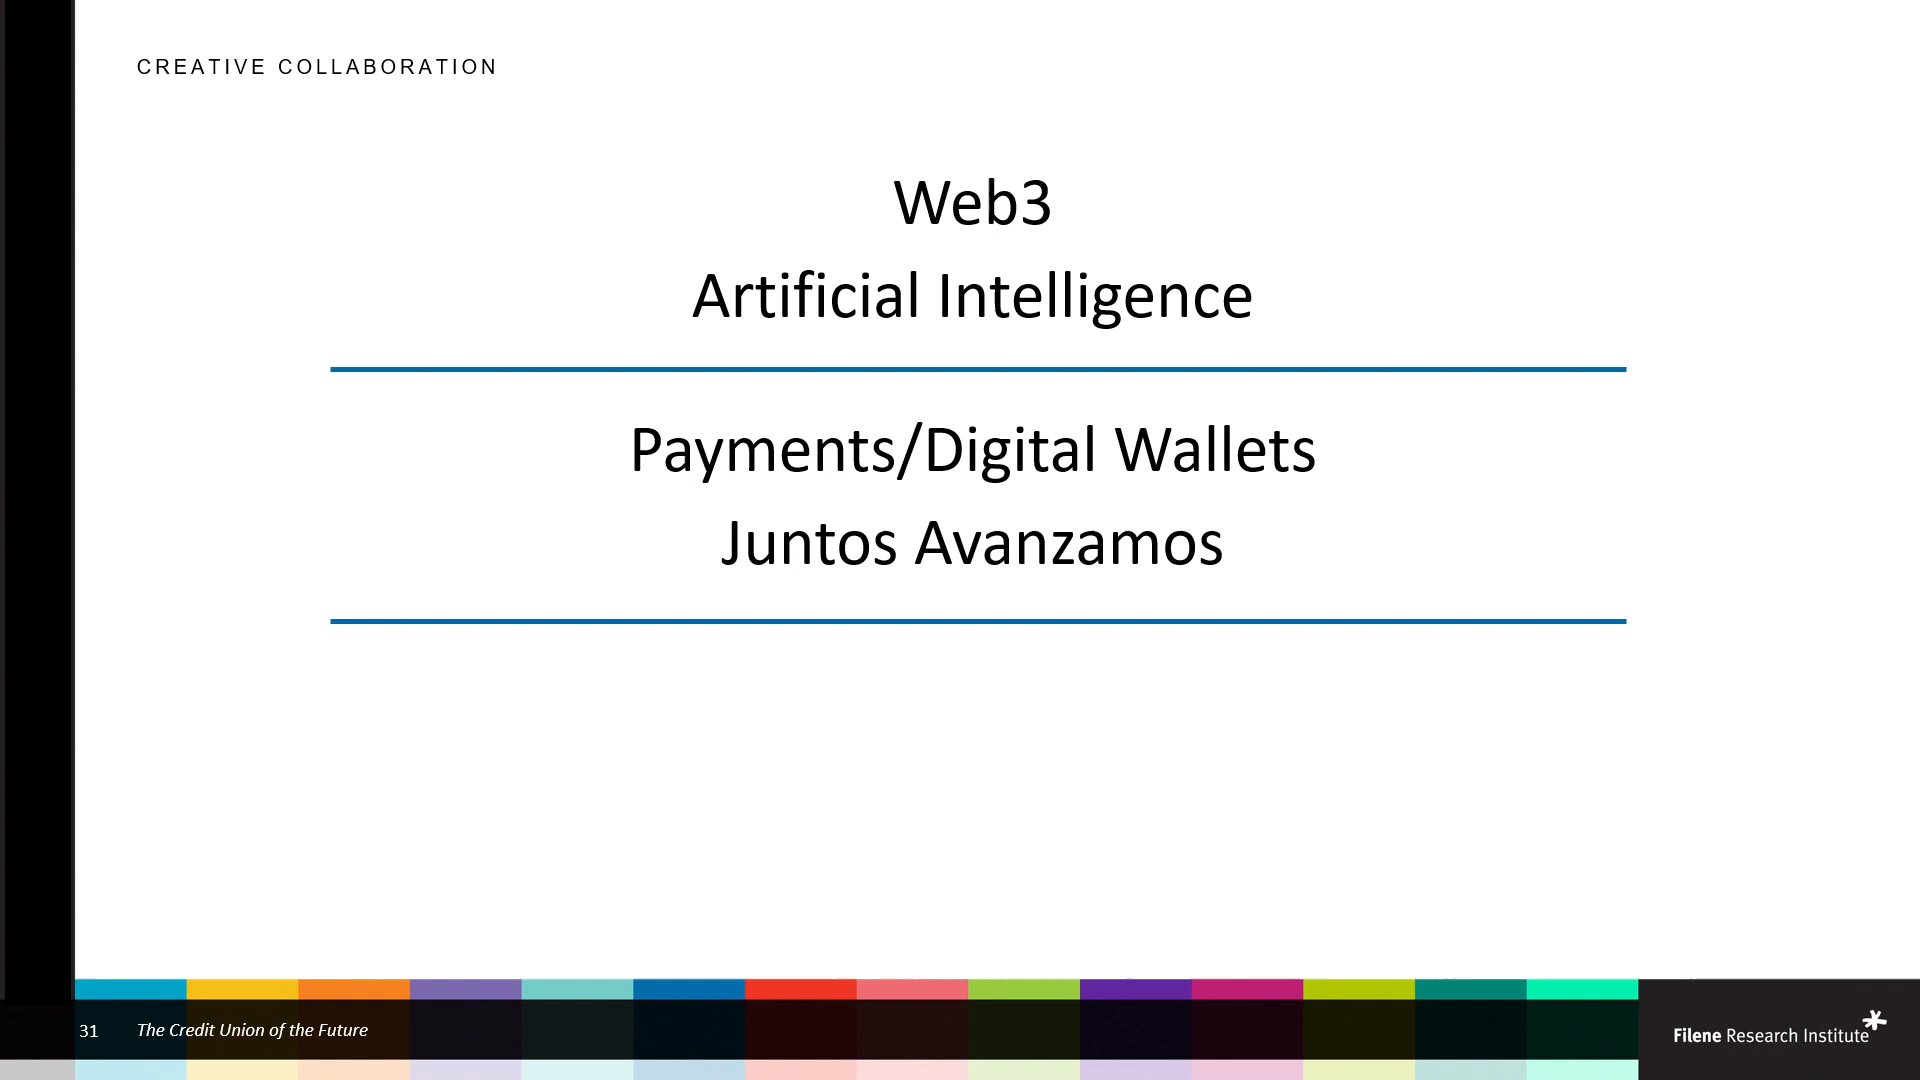 CREATIVE COLLABORATION
Web3
Artificial Intelligence
Payments/Digital Wallets
Juntos Avanzamos
31 The Credit Union of the Future
Filene Research Institute